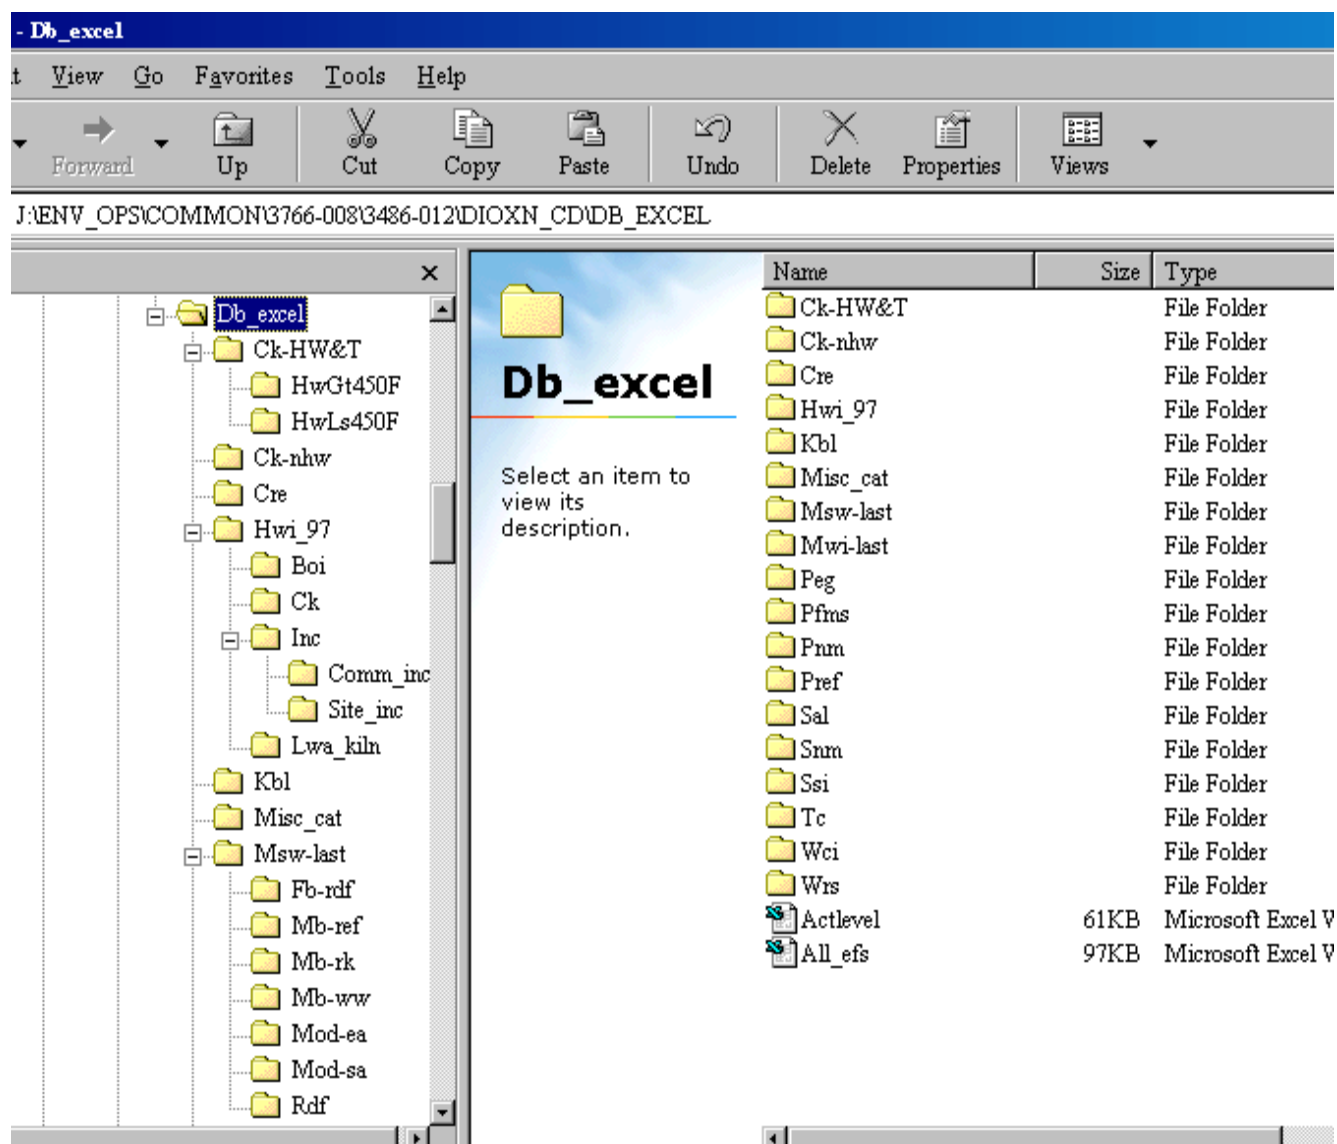 - Db_excel
t View Go Favorites Tools Help
Forward Up Cut Copy Paste Undo Delete Properties Views
J:\ENV_OPS\COMMON\3766-008\3486-012\DIOXN_CD\DB_EXCEL
Db_excel
Ck-HW&T
HwGt450F
HwLs450F
Ck-nhw
Cre
Hwi_97
Boi
Ck
Inc
Comm_inc
Site_inc
Lwa_kiln
Kbl
Misc_cat
Msw-last
Fb-rdf
Mb-ref
Mb-rk
Mb-ww
Mod-ea
Mod-sa
Rdf
Db_excel
Select an item to
view its
description.
Name Size Type
Ck-HW&T File Folder
Ck-nhw File Folder
Cre File Folder
Hwi_97 File Folder
Kbl File Folder
Misc_cat File Folder
Msw-last File Folder
Mwi-last File Folder
Peg File Folder
Pfms File Folder
Pnm File Folder
Pref File Folder
Sal File Folder
Snm File Folder
Ssi File Folder
Tc File Folder
Wci File Folder
Wrs File Folder
Actlevel 61KB Microsoft Excel W
All_efs 97KB Microsoft Excel W